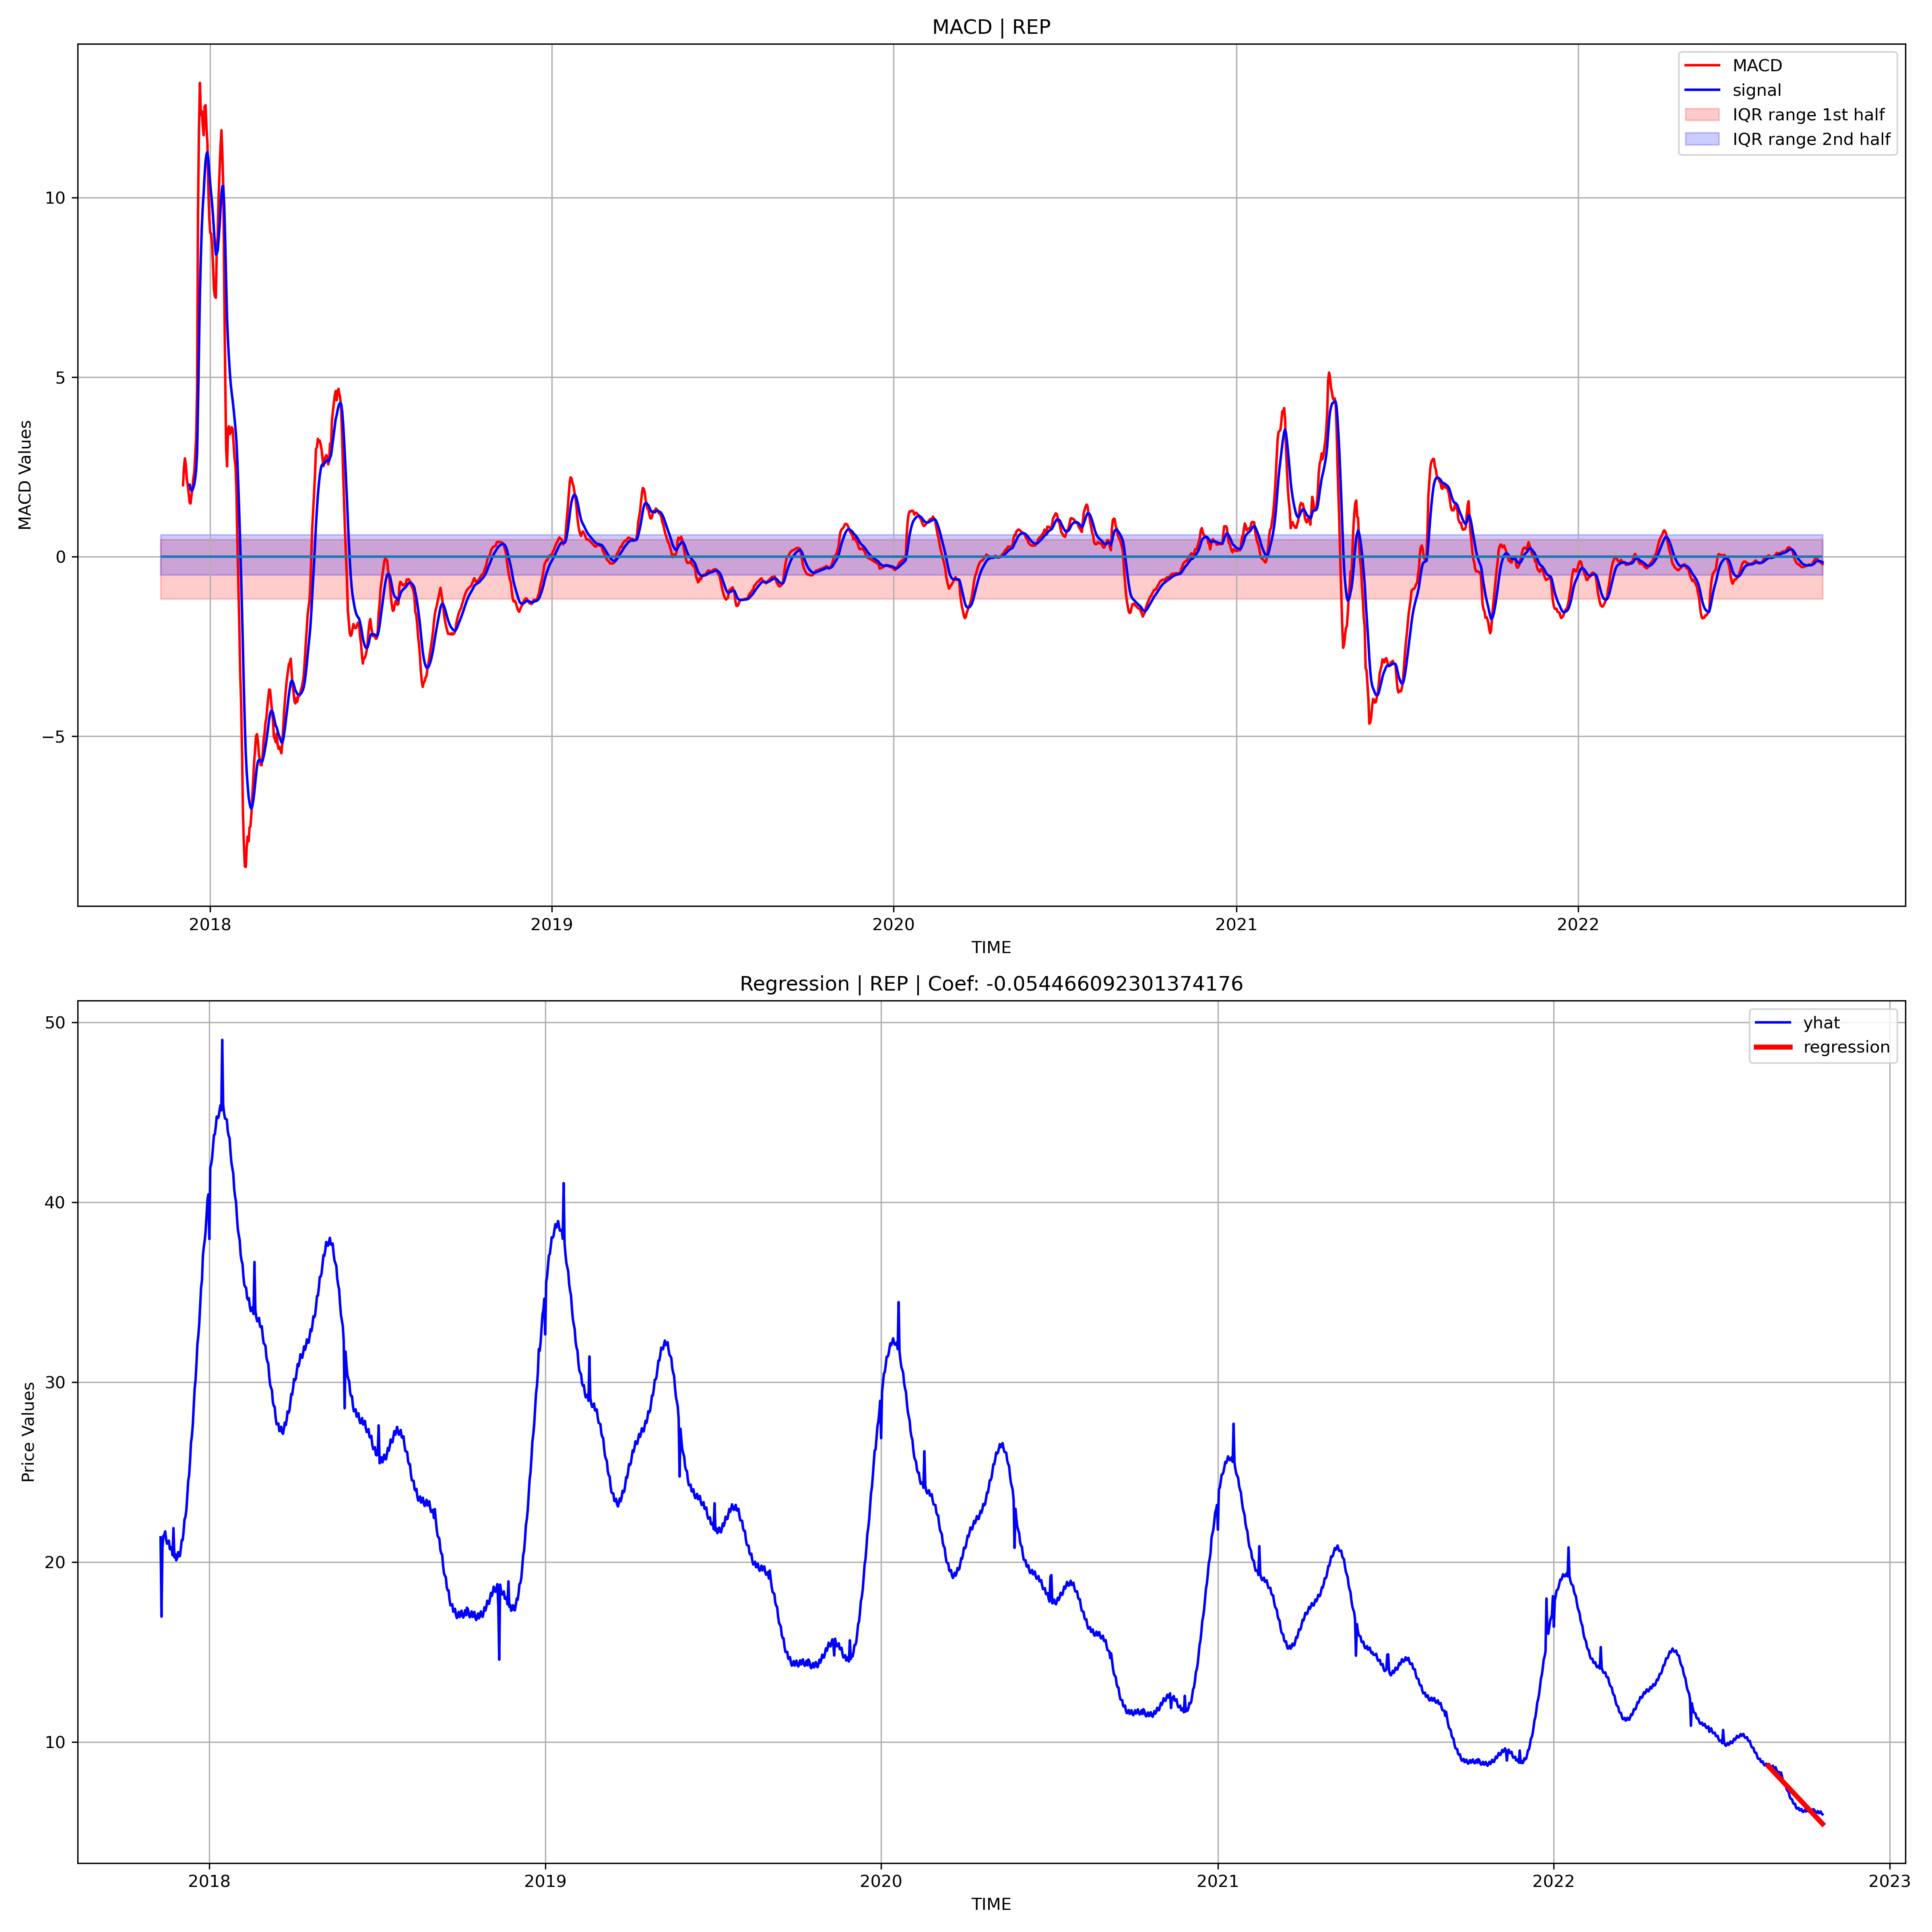 MACD | REP
MACD
signal
IQR range 1st half
IQR range 2nd half
10
5
0
−5
MACD Values
2018
2019
2020
2021
2022
TIME
Regression | REP | Coef: -0.054466092301374176
yhat
regression
50
40
30
20
10
Price Values
2018
2019
2020
2021
2022
2023
TIME